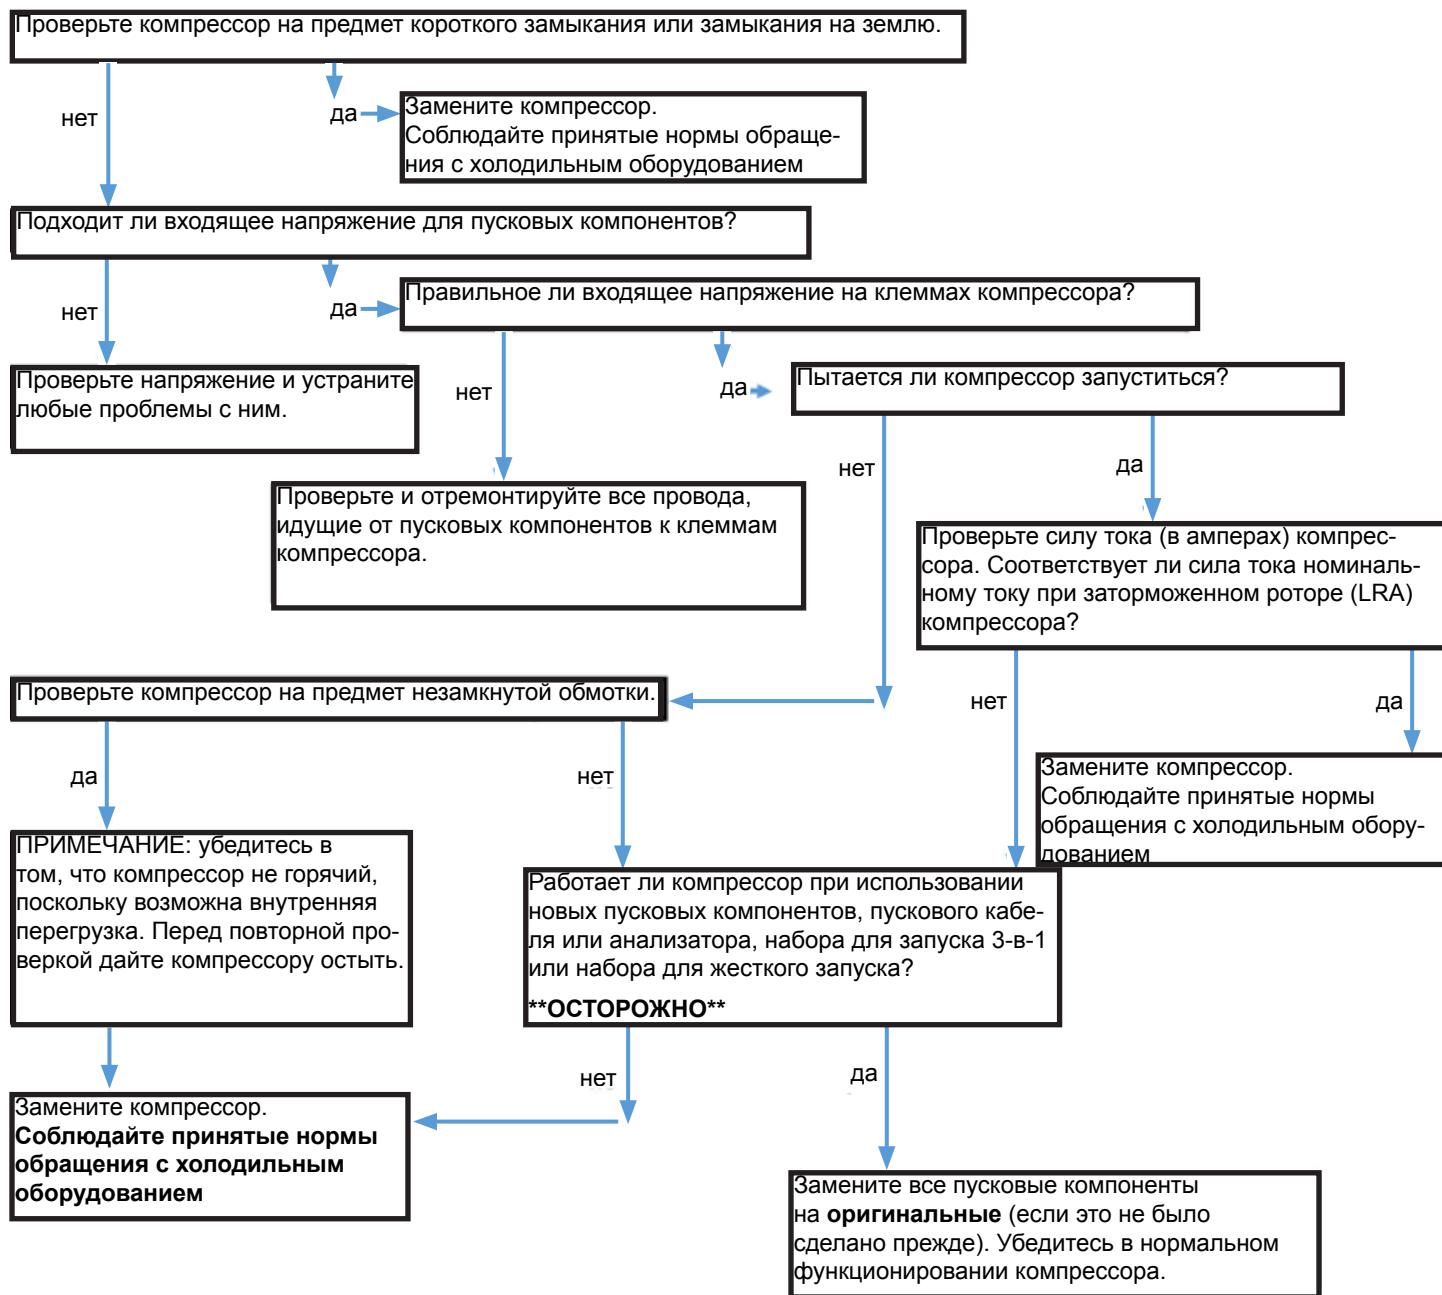 Проверьте компрессор на предмет короткого замыкания или замыкания на землю.
нет
да
Замените компрессор.
Соблюдайте принятые нормы обраще-
ния с холодильным оборудованием
Подходит ли входящее напряжение для пусковых компонентов?
нет
да
Правильное ли входящее напряжение на клеммах компрессора?
Проверьте напряжение и устраните
любые проблемы с ним.
нет
да
Пытается ли компрессор запуститься?
нет
да
Проверьте и отремонтируйте все провода,
идущие от пусковых компонентов к клеммам
компрессора.
Проверьте силу тока (в амперах) компрес-
сора. Соответствует ли сила тока номиналь-
ному току при заторможенном роторе (LRA)
компрессора?
Проверьте компрессор на предмет незамкнутой обмотки.
нет
да
да
нет
Замените компрессор.
Соблюдайте принятые нормы
обращения с холодильным обору-
дованием
ПРИМЕЧАНИЕ: убедитесь в
том, что компрессор не горячий,
поскольку возможна внутренняя
перегрузка. Перед повторной про-
веркой дайте компрессору остыть.
Работает ли компрессор при использовании
новых пусковых компонентов, пускового кабе-
ля или анализатора, набора для запуска 3-в-1
или набора для жесткого запуска?
**ОСТОРОЖНО**
нет
да
Замените компрессор.
Соблюдайте принятые нормы
обращения с холодильным
оборудованием
Замените все пусковые компоненты
на оригинальные (если это не было
сделано прежде). Убедитесь в нормальном
функционировании компрессора.